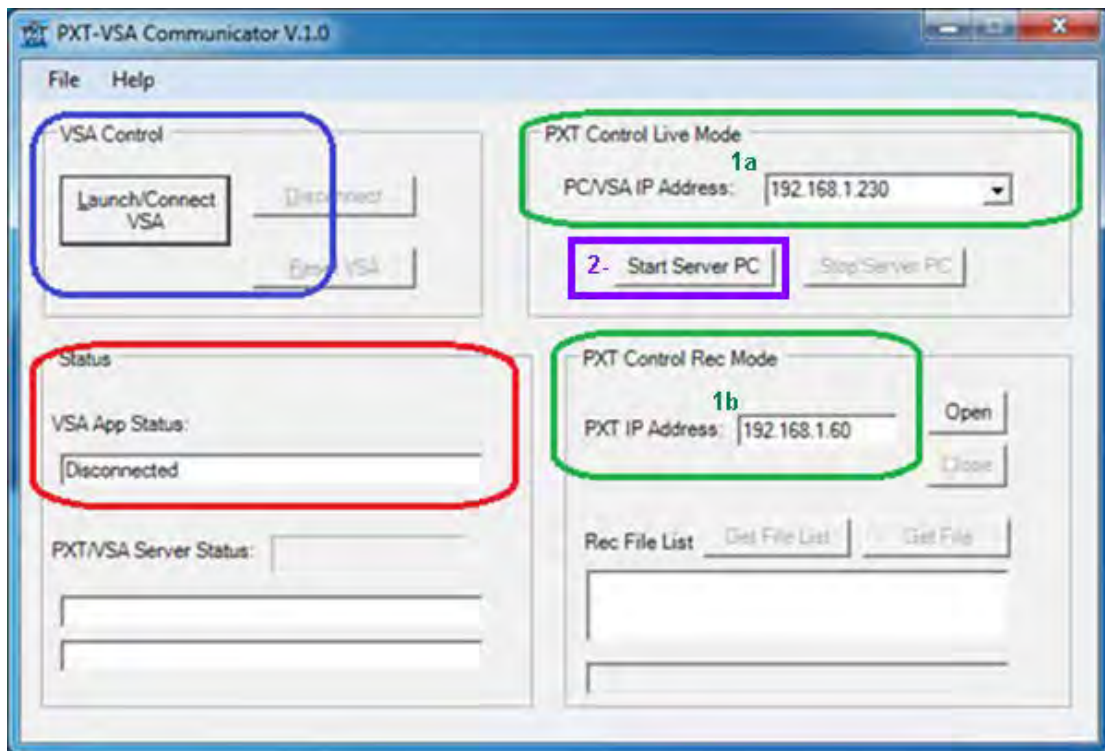 PXT-VSA Communicator V.1.0
File Help
VSA Control
Launch/Connect
VSA
Disconnect
Reset VSA
PXT Control Live Mode
1a
PC/VSA IP Address: 192.168.1.230
2- Start Server PC Stop Server PC
Status
VSA App Status:
Disconnected
PXT/VSA Server Status:
PXT Control Rec Mode
1b
PXT IP Address: 192.168.1.60
Open
Close
Rec File List Get File List Get File